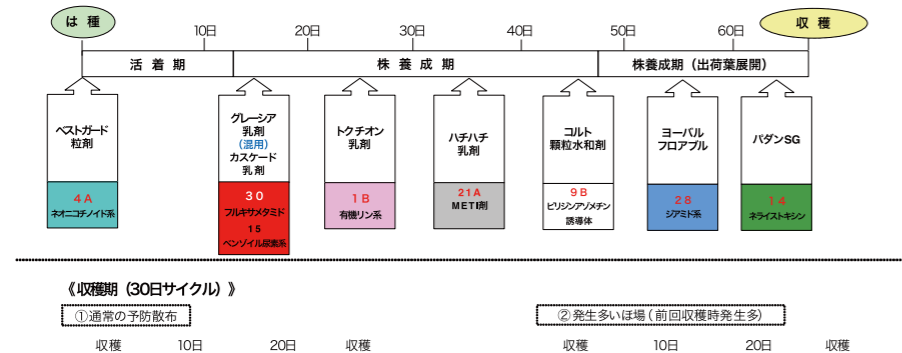 は 種
収 穫
10日
20日
30日
40日
50日
60日
活 着 期
株 養 成 期
株養成期（出荷葉展開）
ベストガード
粒剤
4A
ネオニコチノイド系
グレーシア
乳剤
（混用）
カスケード
乳剤
30
フルキサメタミド
15
ベンゾイル尿素系
トクチオン
乳剤
1B
有機リン系
ハチハチ
乳剤
21A
METI剤
コルト
顆粒水和剤
9B
ピリジンアゾメチン
誘導体
ヨーバル
フロアブル
28
ジアミド系
パダンSG
14
ネライストキシン
《収穫期（30日サイクル）》
①通常の予防散布
②発生多いほ場（前回収穫時発生多）
収穫 10日 20日 収穫
収穫 10日 20日 収穫